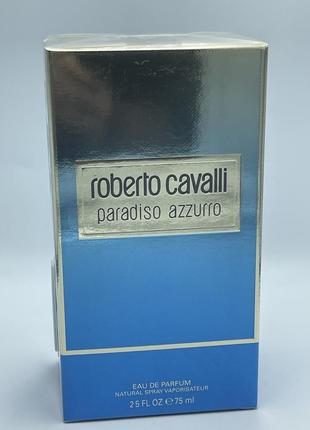 roberto cavalli
paradiso azzurro
EAU DE PARFUM
NATURAL SPRAY VAPORISATEUR
2.5 FL OZ ℮ 75 ml